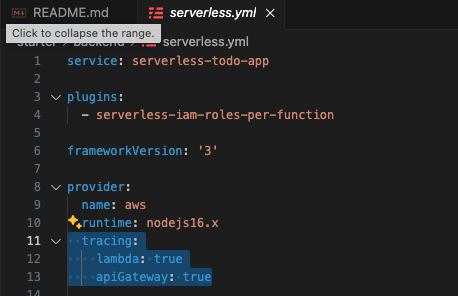 README.md
serverless.yml
Click to collapse the range.
starter > backend > serverless.yml
1 service: serverless-todo-app
2
3 plugins:
4 - serverless-iam-roles-per-function
5
6 frameworkVersion: '3'
7
8 provider:
9 name: aws
10 runtime: nodejs16.x
11 tracing:
12 lambda: true
13 apiGateway: true